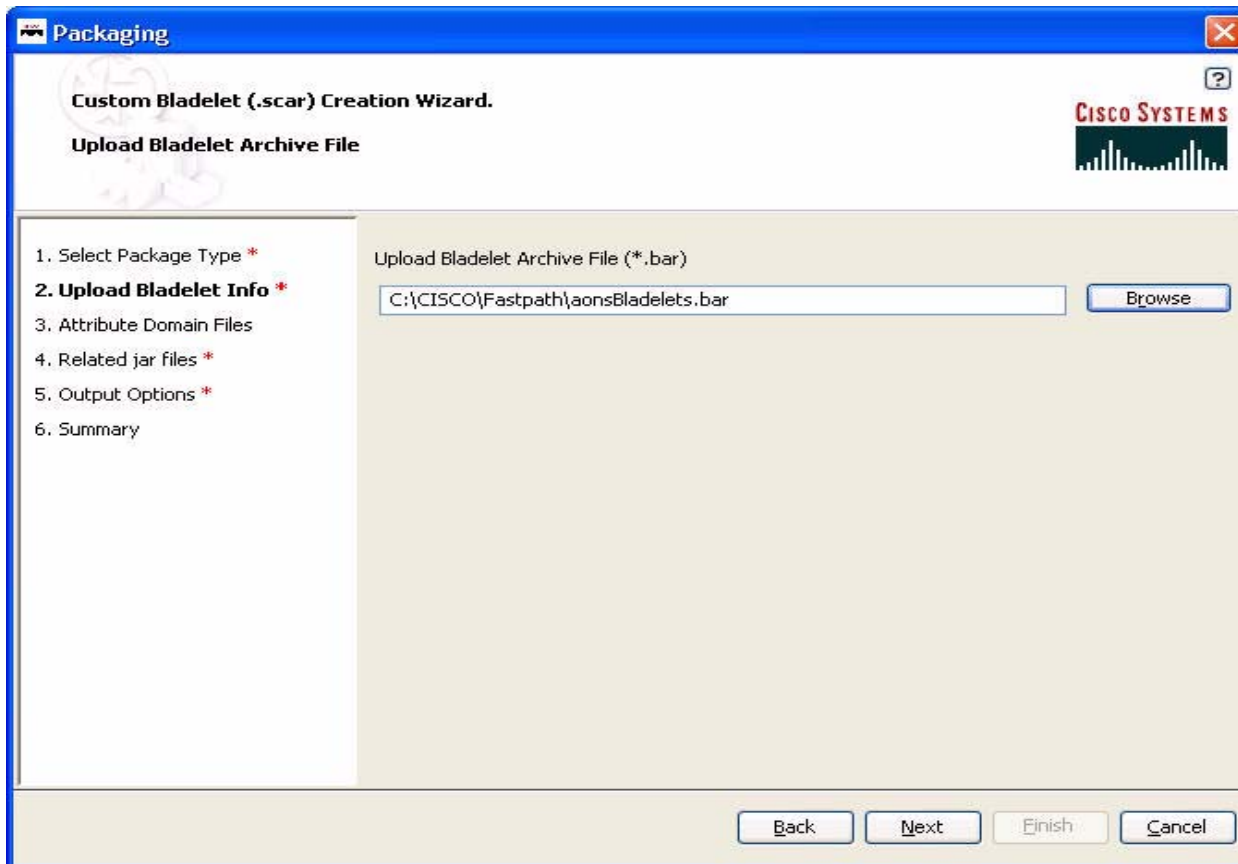 Packaging
?
Custom Bladelet (.scar) Creation Wizard.
Upload Bladelet Archive File
CISCO SYSTEMS
1. Select Package Type *
2. Upload Bladelet Info *
3. Attribute Domain Files
4. Related jar files *
5. Output Options *
6. Summary
Upload Bladelet Archive File (*.bar)
C:\CISCO\Fastpath\aonsBladelets.bar
Browse
Back
Next
Finish
Cancel